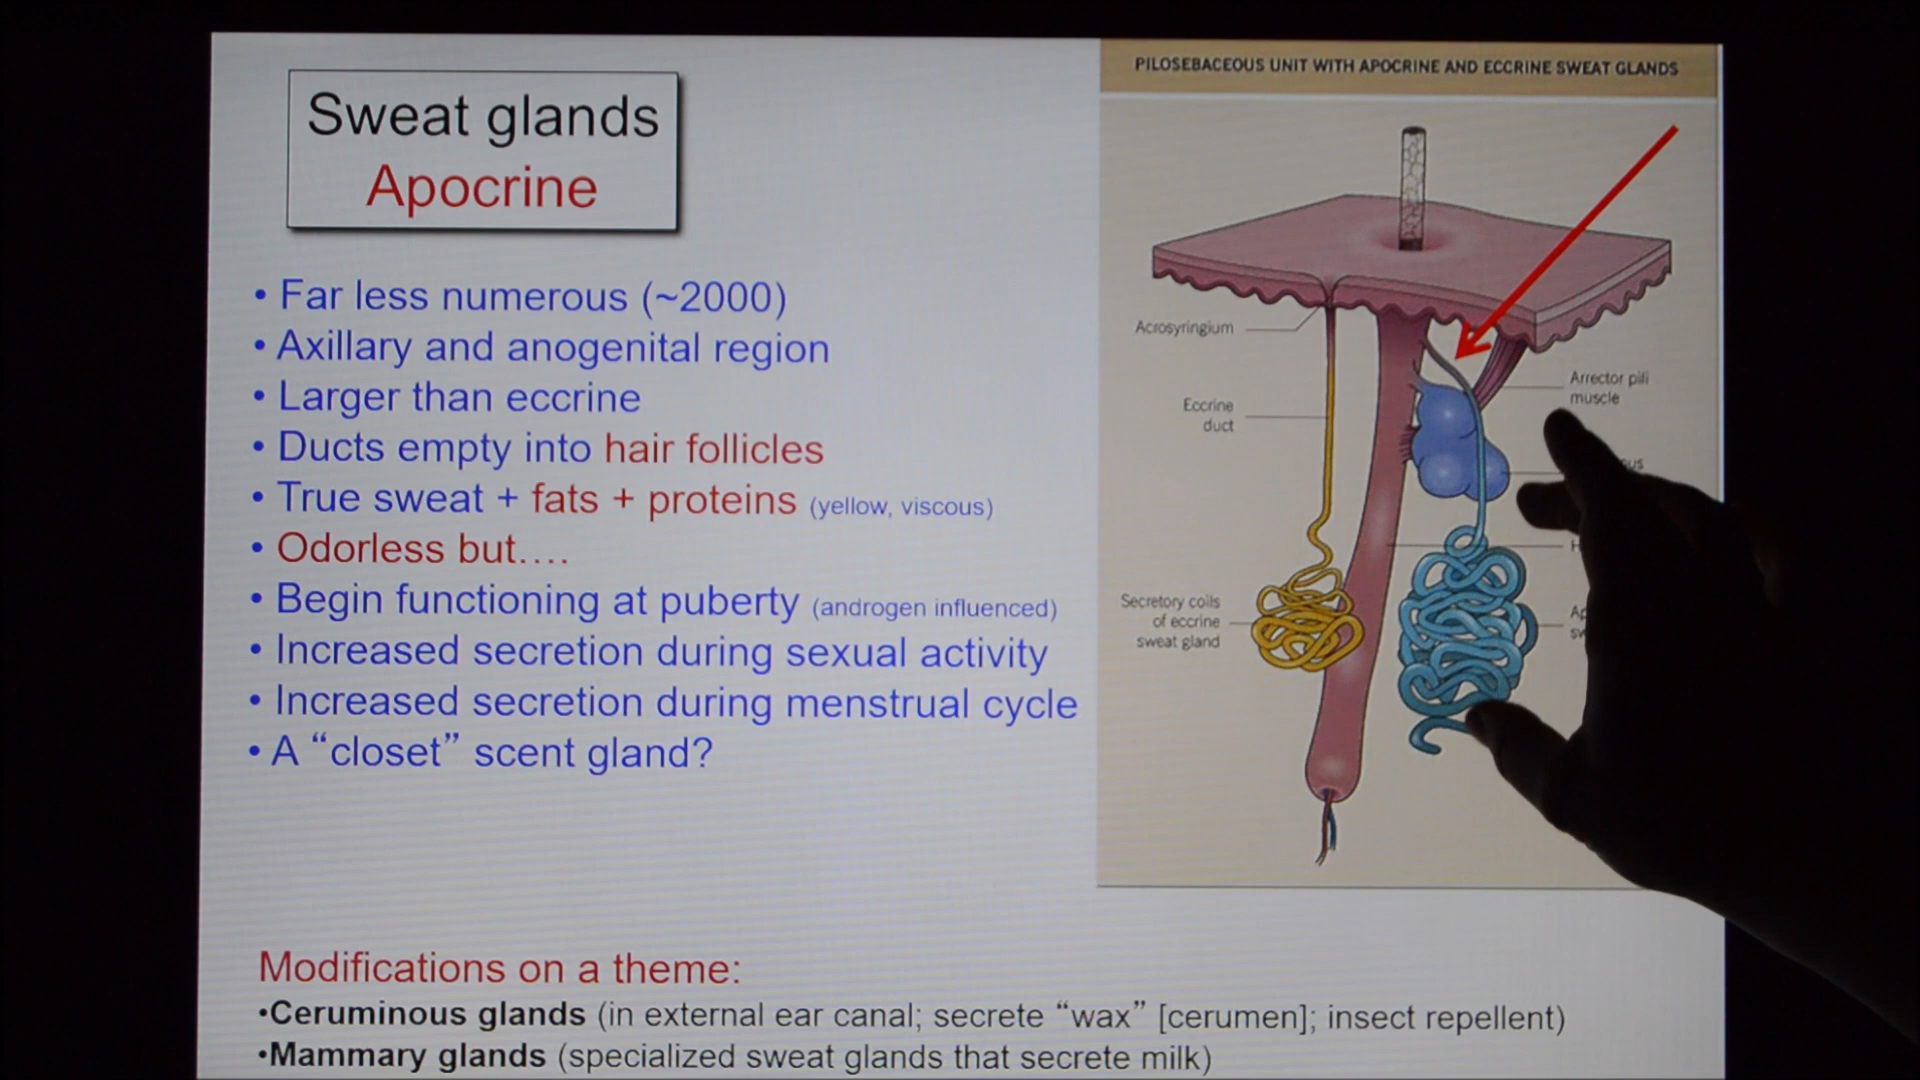 Sweat glands
Apocrine
• Far less numerous (~2000)
• Axillary and anogenital region
• Larger than eccrine
• Ducts empty into hair follicles
• True sweat + fats + proteins (yellow, viscous)
• Odorless but....
• Begin functioning at puberty (androgen influenced)
• Increased secretion during sexual activity
• Increased secretion during menstrual cycle
• A “closet” scent gland?
PILOSEBACEOUS UNIT WITH APOCRINE AND ECCRINE SWEAT GLANDS
Acrosyringium
Arrector pili
muscle
Eccrine
duct
Secretory coils
of eccrine
sweat gland
Modifications on a theme:
•Ceruminous glands (in external ear canal; secrete “wax” [cerumen]; insect repellent)
•Mammary glands (specialized sweat glands that secrete milk)